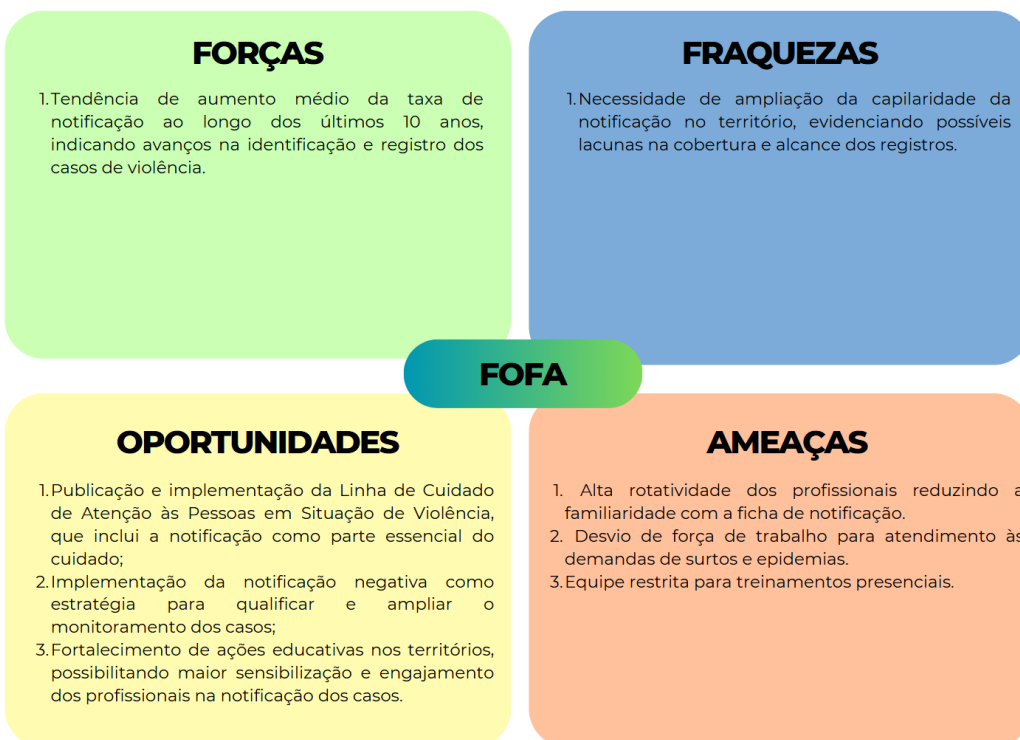 FORÇAS
1. Tendência de aumento médio da taxa de
notificação ao longo dos últimos 10 anos,
indicando avanços na identificação e registro dos
casos de violência.
FRAQUEZAS
1. Necessidade de ampliação da capilaridade da
notificação no território, evidenciando possíveis
lacunas na cobertura e alcance dos registros.
FOFA
OPORTUNIDADES
1. Publicação e implementação da Linha de Cuidado
de Atenção às Pessoas em Situação de Violência,
que inclui a notificação como parte essencial do
cuidado;
2. Implementação da notificação negativa como
estratégia para qualificar e ampliar o
monitoramento dos casos;
3. Fortalecimento de ações educativas nos territórios,
possibilitando maior sensibilização e engajamento
dos profissionais na notificação dos casos.
AMEAÇAS
1. Alta rotatividade dos profissionais reduzindo a
familiaridade com a ficha de notificação.
2. Desvio de força de trabalho para atendimento às
demandas de surtos e epidemias.
3. Equipe restrita para treinamentos presenciais.